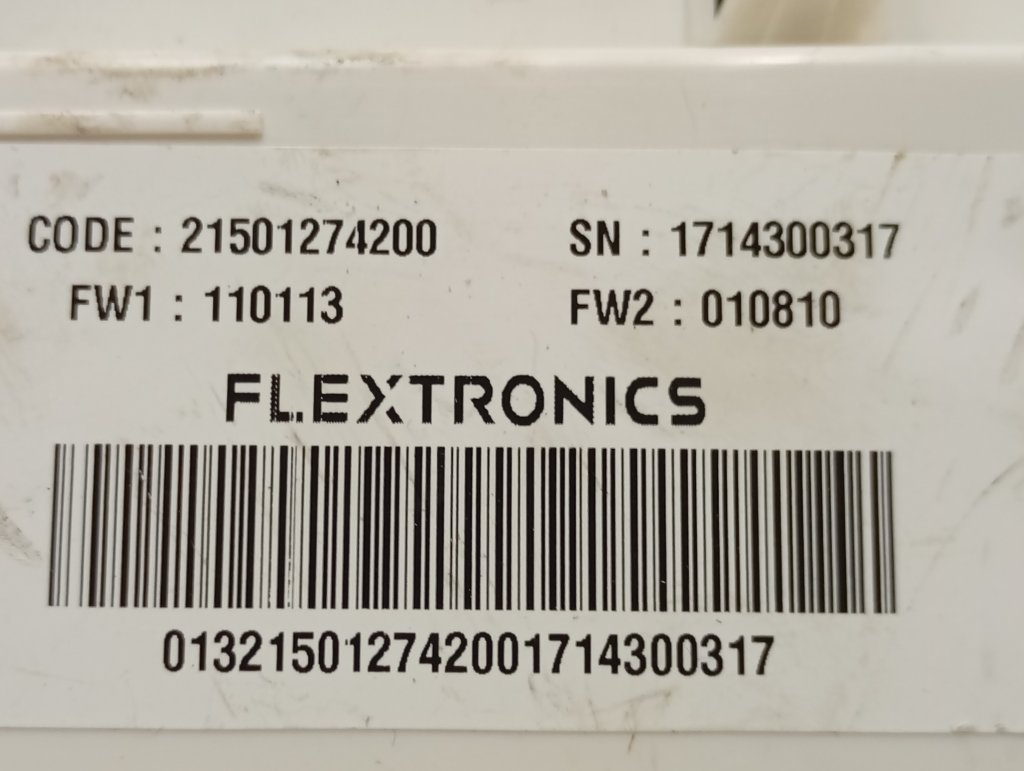 CODE : 21501274200 SN : 1714300317
FW1 : 110113 FW2 : 010810
FLEXTRONICS
013215012742001714300317